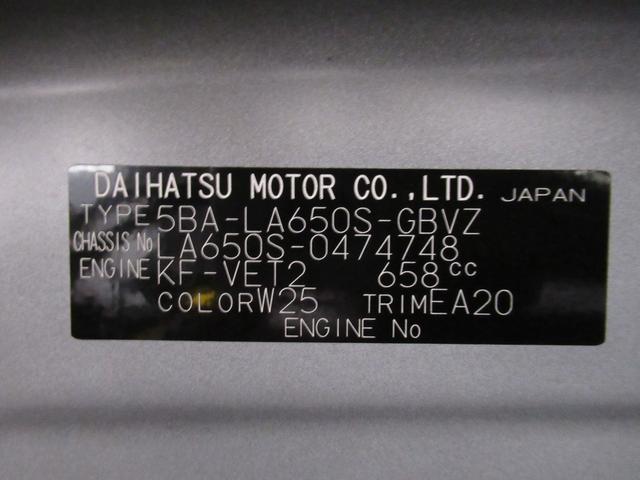 DAIHATSU MOTOR CO.,LTD. JAPAN
TYPE 5BA-LA650S-GBVZ
CHASSIS No LA650S-0474748
ENGINE KF-VET2 658cc
COLOR W25 TRIM EA20
ENGINE No